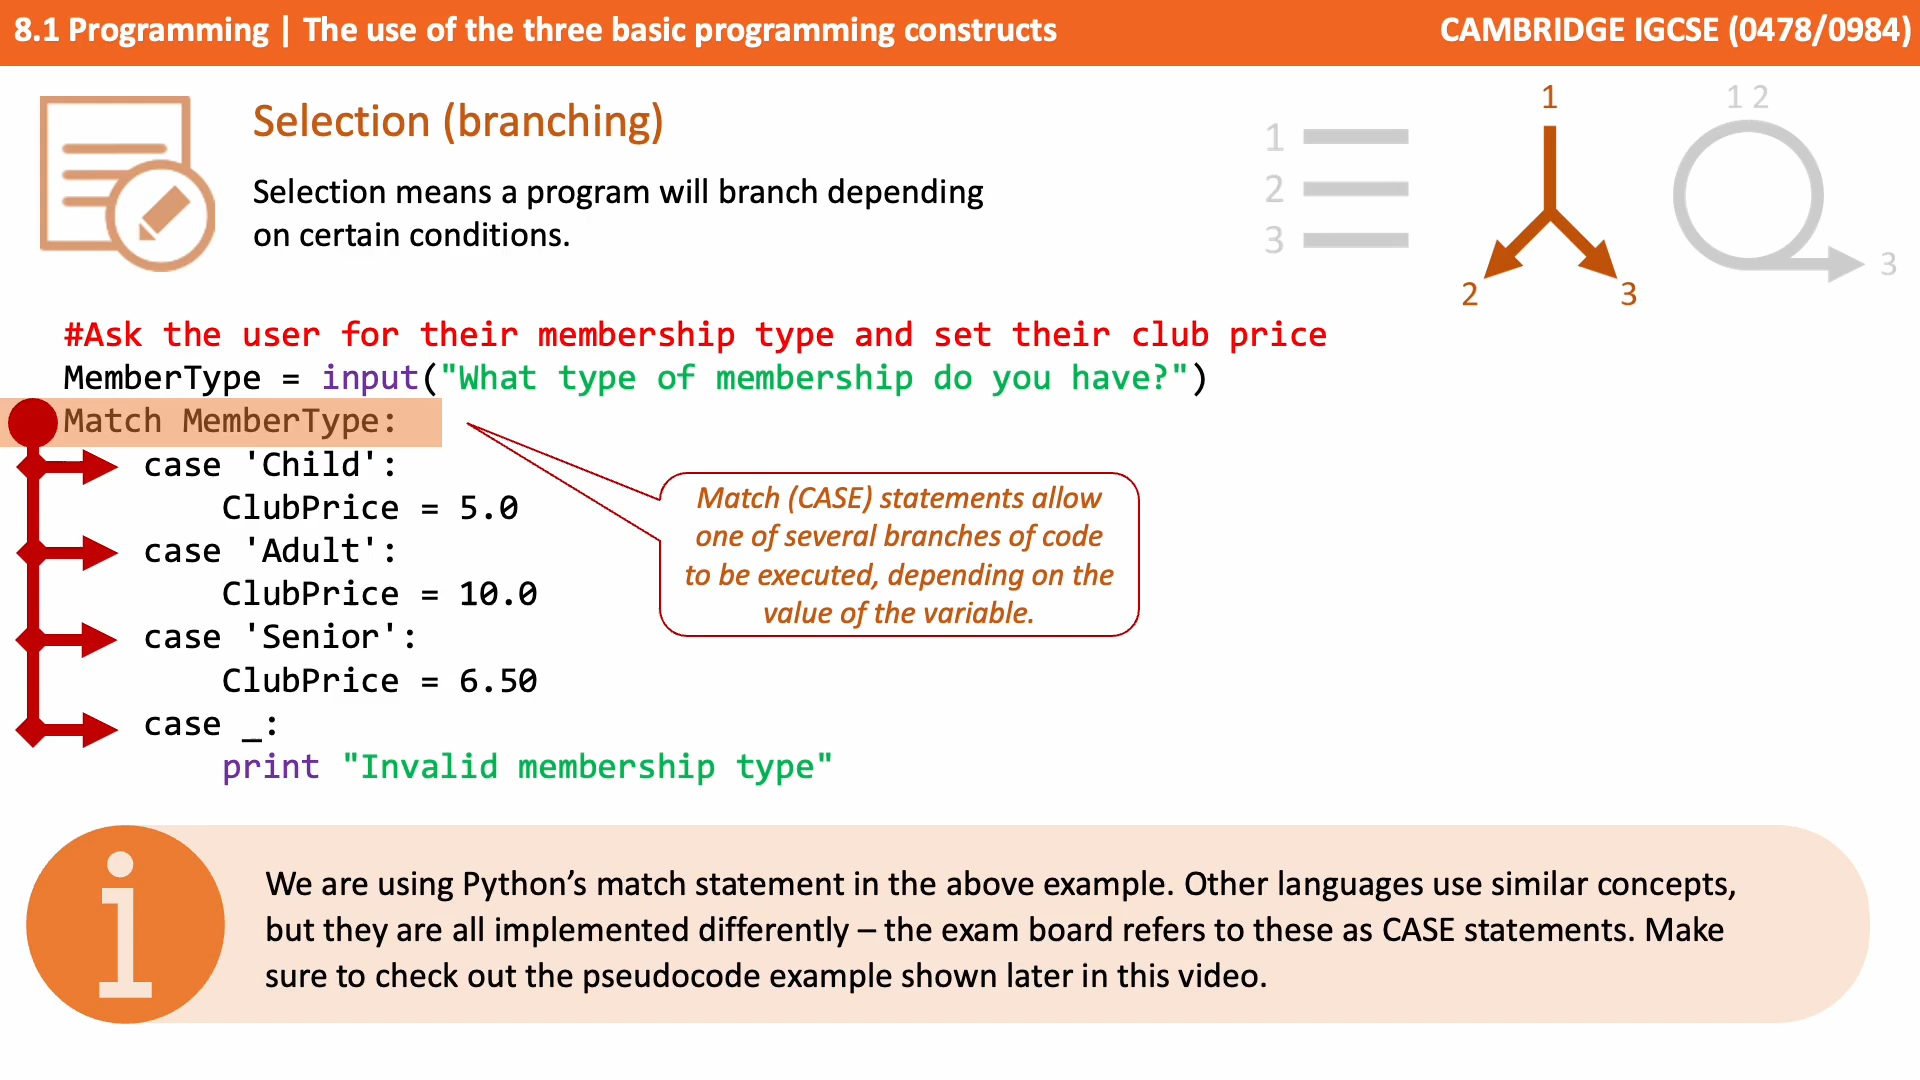 8.1 Programming | The use of the three basic programming constructs
CAMBRIDGE IGCSE (0478/0984)
Selection (branching)
Selection means a program will branch depending
on certain conditions.
1
2
3
1
2
3
1 2
3
#Ask the user for their membership type and set their club price
MemberType = input("What type of membership do you have?")
Match MemberType:
    case 'Child':
        ClubPrice = 5.0
    case 'Adult':
        ClubPrice = 10.0
    case 'Senior':
        ClubPrice = 6.50
    case _:
        print "Invalid membership type"
Match (CASE) statements allow
one of several branches of code
to be executed, depending on the
value of the variable.
i
We are using Python’s match statement in the above example. Other languages use similar concepts,
but they are all implemented differently – the exam board refers to these as CASE statements. Make
sure to check out the pseudocode example shown later in this video.